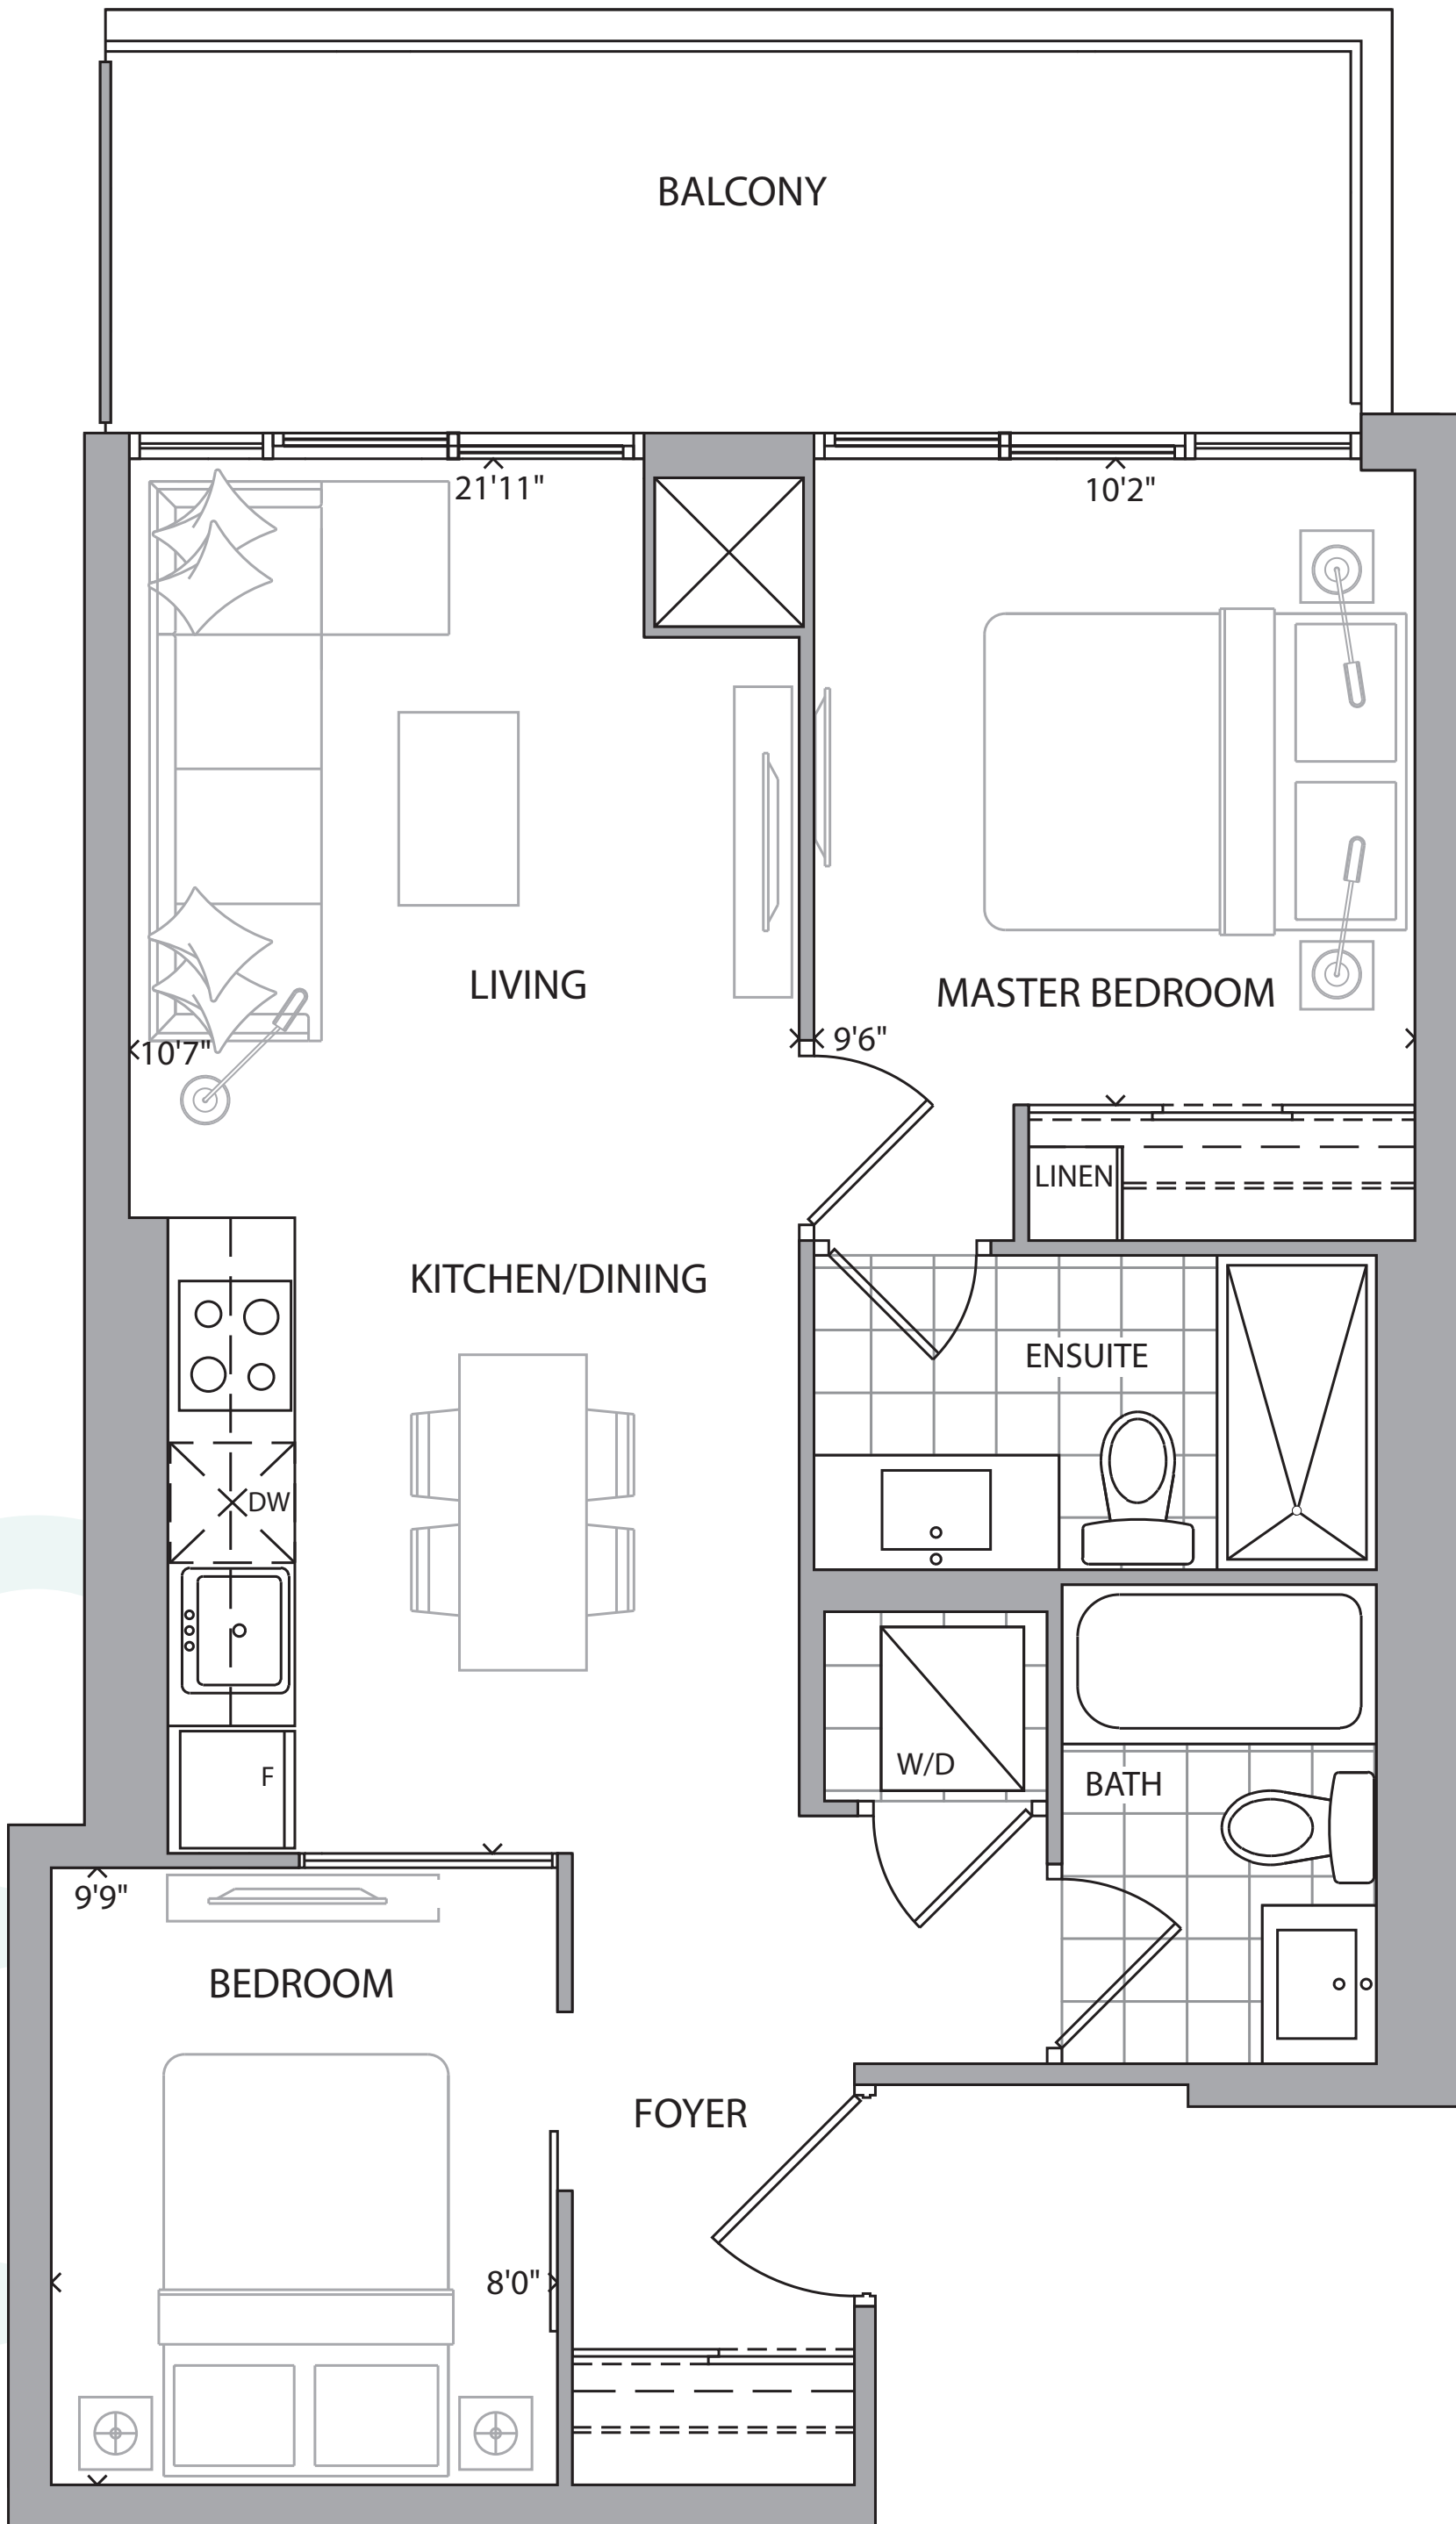 BALCONY
21'11"
10'2"
LIVING
MASTER BEDROOM
10'7"
9'6"
LINEN
KITCHEN/DINING
ENSUITE
DW
W/D
F
BATH
9'9"
BEDROOM
FOYER
8'0"